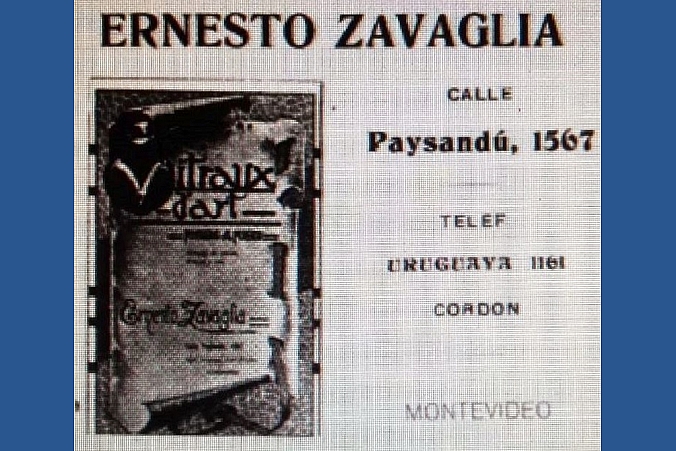 ERNESTO ZAVAGLIA
CALLE
Paysandú, 1567
TELEF
URUGUAYA 1161
CORDON
MONTEVIDEO
Vitraux
d'art
Ernesto Zavaglia